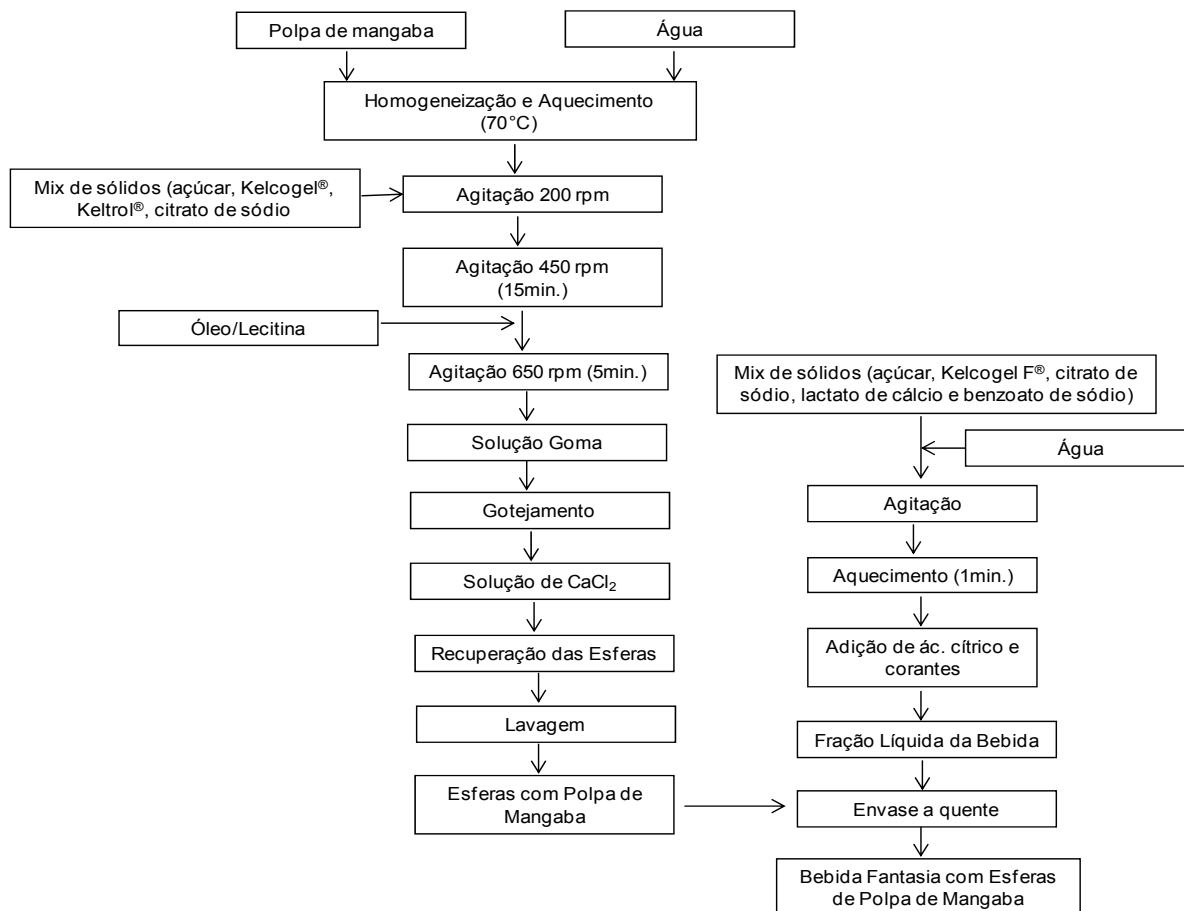 Polpa de mangaba
Água
Homogeneização e Aquecimento
(70°C)
Mix de sólidos (açúcar, Kelcogel®,
Keltrol®, citrato de sódio
Agitação 200 rpm
Agitação 450 rpm
(15min.)
Óleo/Lecitina
Agitação 650 rpm (5min.)
Solução Goma
Gotejamento
Solução de CaCl₂
Recuperação das Esferas
Lavagem
Esferas com Polpa de
Mangaba
Mix de sólidos (açúcar, Kelcogel F®, citrato de
sódio, lactato de cálcio e benzoato de sódio)
Água
Agitação
Aquecimento (1min.)
Adição de ác. cítrico e
corantes
Fração Líquida da Bebida
Envase a quente
Bebida Fantasia com Esferas
de Polpa de Mangaba